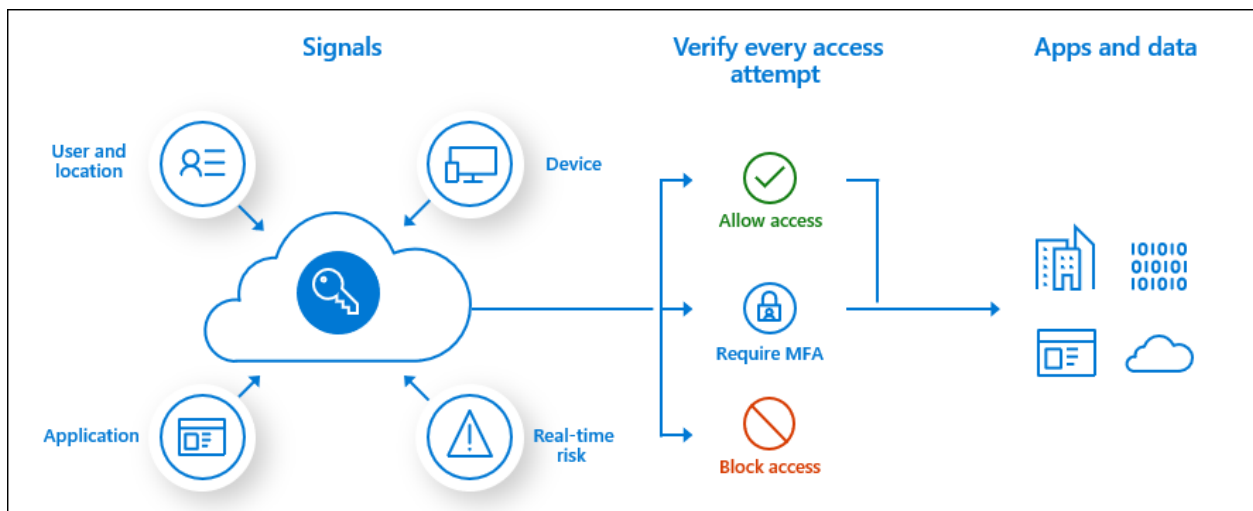 Signals
Verify every access
attempt
Apps and data
User and
location
Device
Allow access
101010
010101
101010
Require MFA
Application
Real-time
risk
Block access